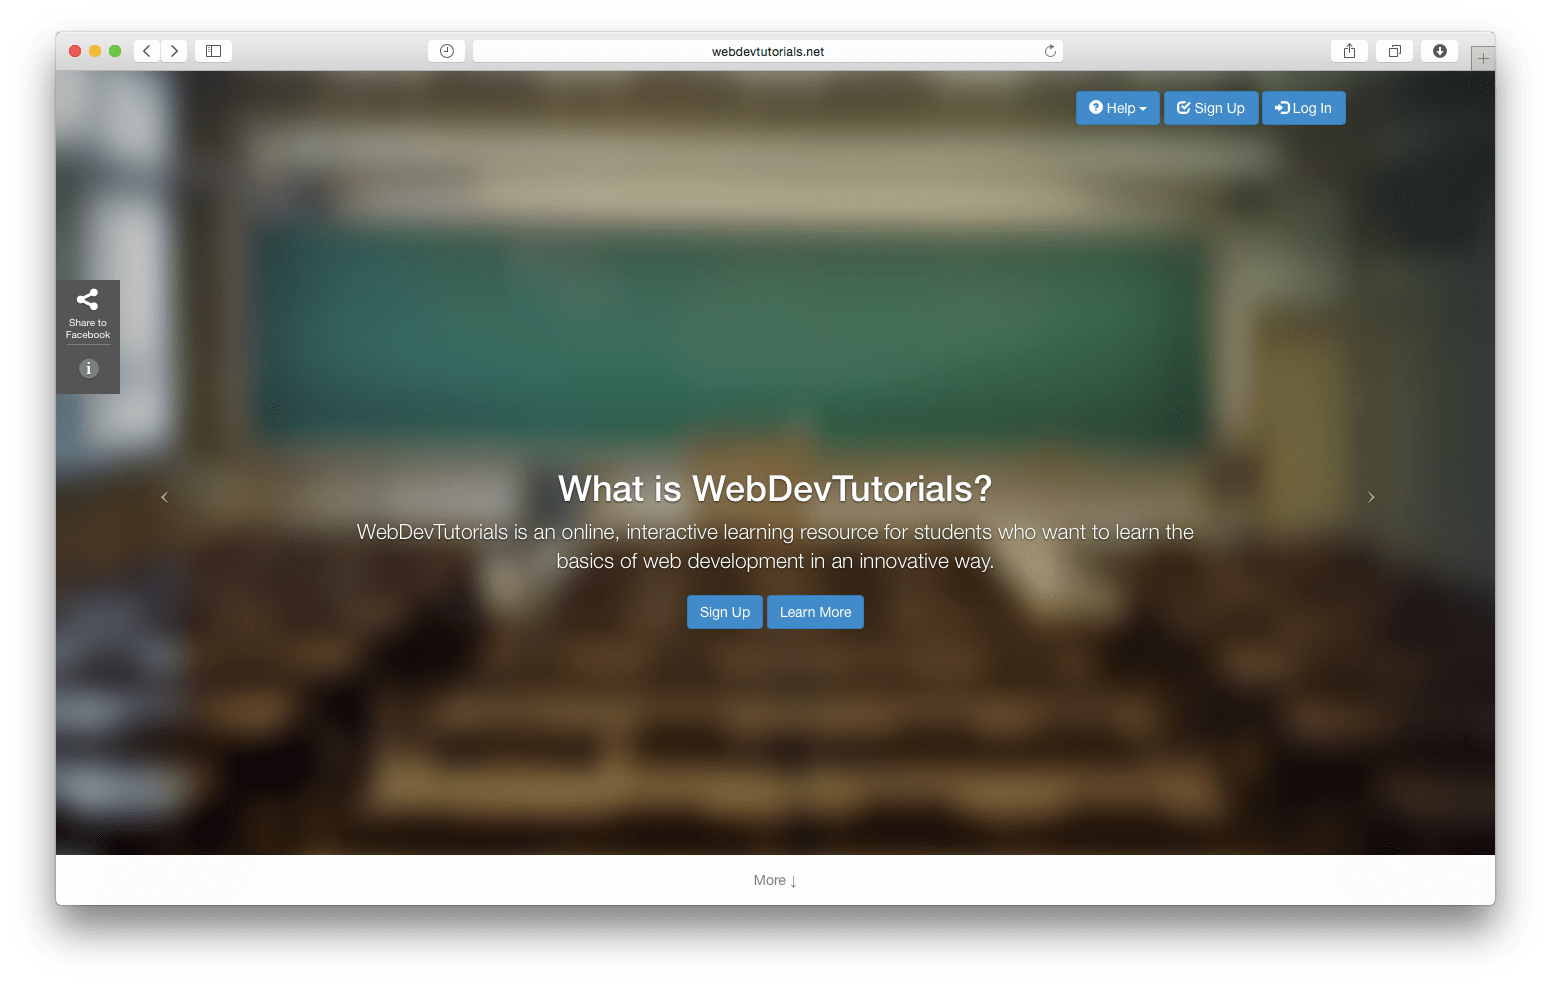 webdevtutorials.net
Help
Sign Up
Log In
Share to
Facebook
What is WebDevTutorials?
WebDevTutorials is an online, interactive learning resource for students who want to learn the
basics of web development in an innovative way.
Sign Up
Learn More
More ↓